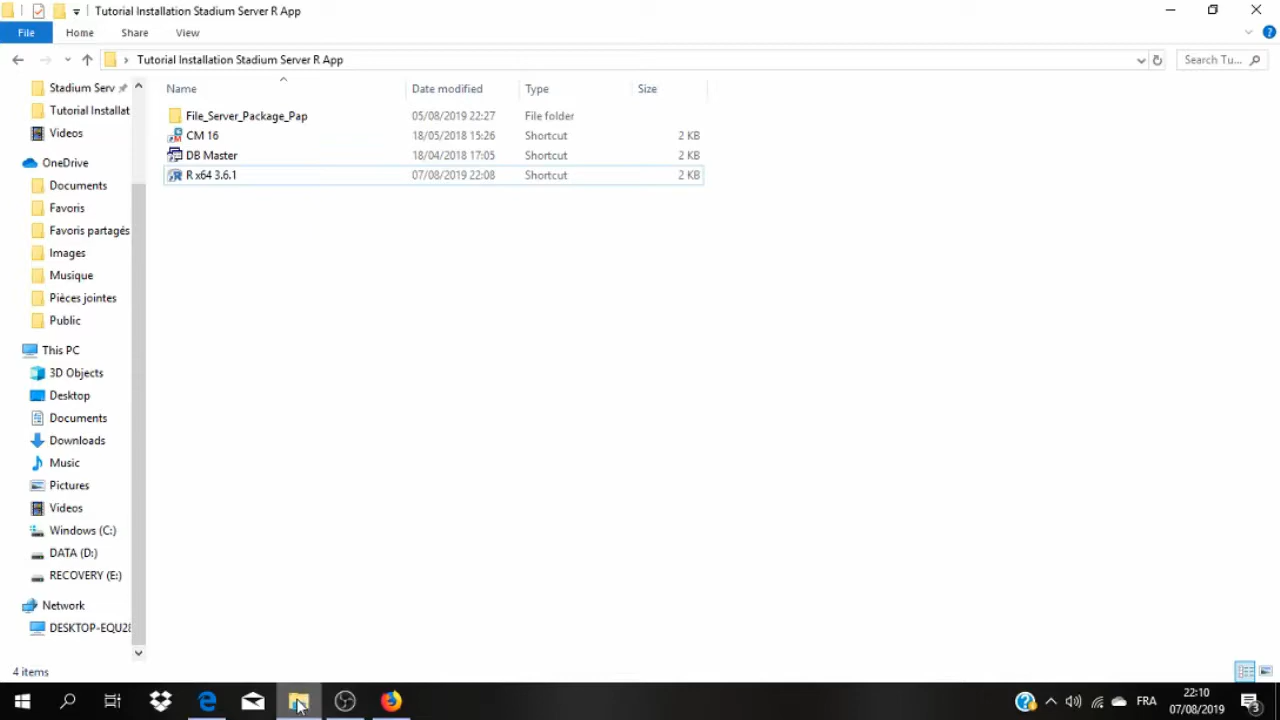 Tutorial Installation Stadium Server R App
File Home Share View
Tutorial Installation Stadium Server R App Search Tu...
Name Date modified Type Size
File_Server_Package_Pap 05/08/2019 22:27 File folder
CM 16 18/05/2018 15:26 Shortcut 2 KB
DB Master 18/04/2018 17:05 Shortcut 2 KB
R x64 3.6.1 07/08/2019 22:08 Shortcut 2 KB
Stadium Serv
Tutorial Installat
Videos
OneDrive
Documents
Favoris
Favoris partagés
Images
Musique
Pièces jointes
Public
This PC
3D Objects
Desktop
Documents
Downloads
Music
Pictures
Videos
Windows (C:)
DATA (D:)
RECOVERY (E:)
Network
DESKTOP-EQU28
4 items
FRA
22:10
07/08/2019
3